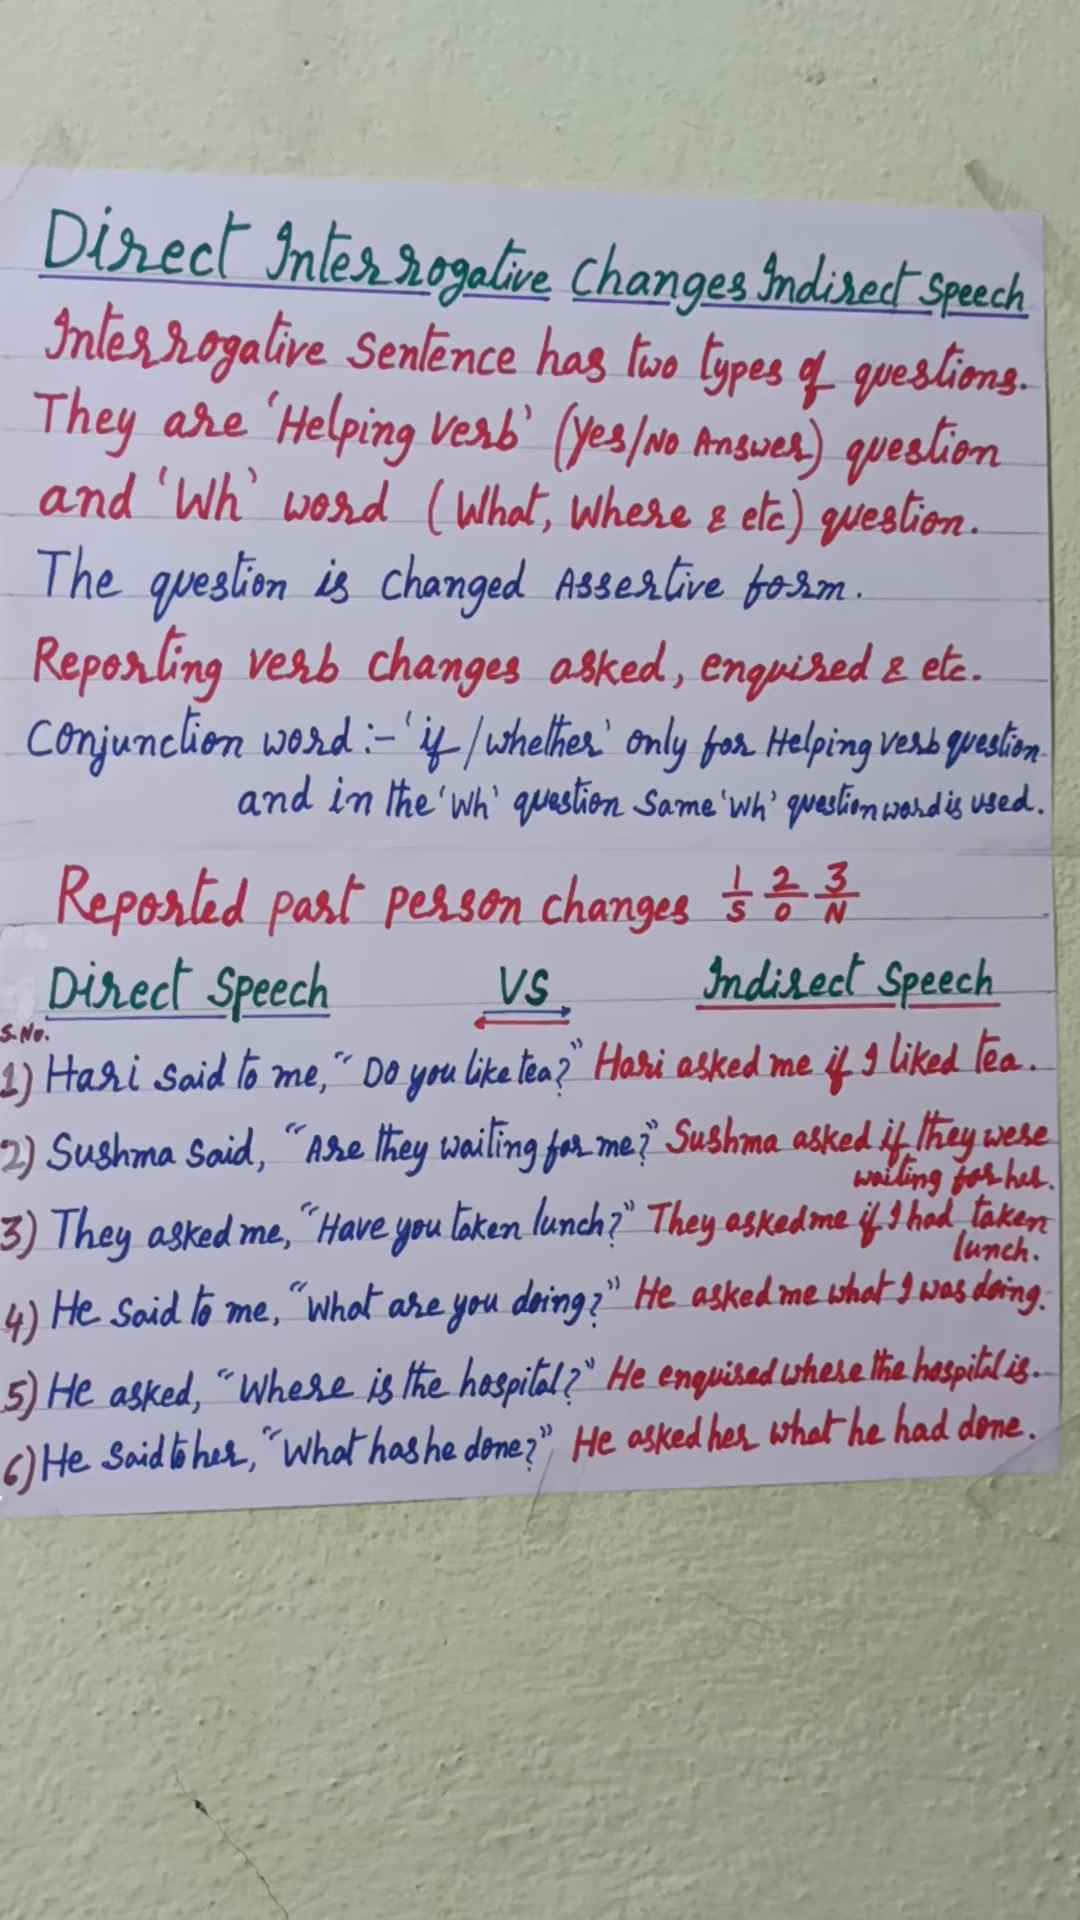 Direct Interrogative Changes Indirect Speech
Interrogative Sentence has two types of questions.
They are 'Helping verb' (Yes/No Answer) question
and 'Wh' word (What, Where & etc) question.
The question is changed Assertive form.
Reporting verb changes asked, enquired & etc.
Conjunction word :- 'if/whether' only for Helping verb question
and in the 'Wh' question Same 'Wh' question word is used.
Reported part person changes 1/S 2/O 3/N
Direct Speech VS Indirect Speech
S.No.
1) Hari said to me, "Do you like tea?" Hari asked me if I liked tea.
2) Sushma said, "Are they waiting for me?" Sushma asked if they were
waiting for her.
3) They asked me, "Have you taken lunch?" They asked me if I had taken
lunch.
4) He said to me, "What are you doing?" He asked me what I was doing.
5) He asked, "Where is the hospital?" He enquired where the hospital is.
6) He said to her, "What has he done?" He asked her what he had done.